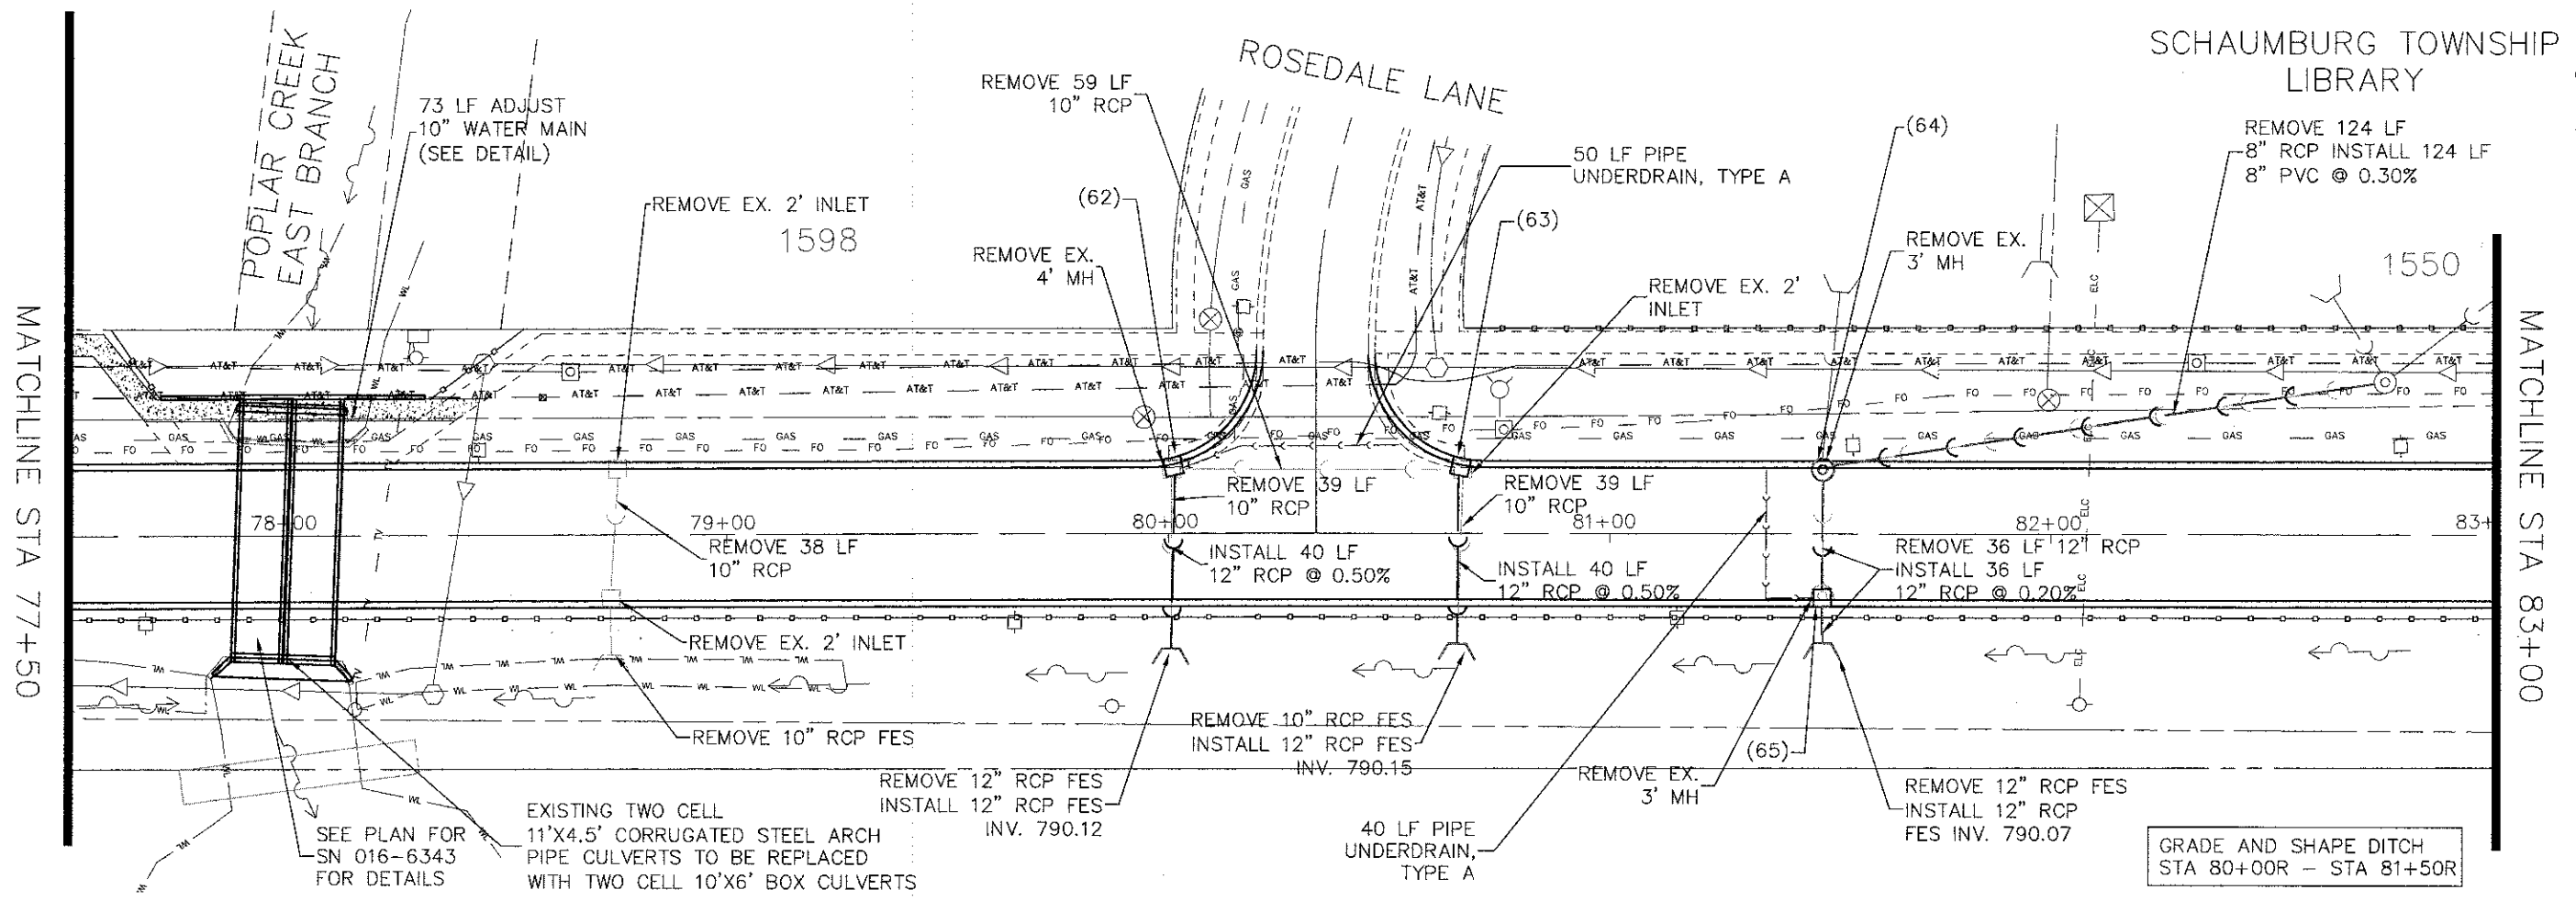 SCHAUMBURG TOWNSHIP
LIBRARY
ROSEDALE LANE
POPLAR CREEK
EAST BRANCH
73 LF ADJUST
10" WATER MAIN
(SEE DETAIL)
REMOVE 59 LF
10" RCP
50 LF PIPE
UNDERDRAIN, TYPE A
(64)
REMOVE 124 LF
8" RCP INSTALL 124 LF
8" PVC @ 0.30%
REMOVE EX. 2' INLET
1598
(62)
(63)
REMOVE EX.
4' MH
REMOVE EX. 2'
INLET
REMOVE EX.
3' MH
1550
MATCHLINE STA 77+50
MATCHLINE STA 83+00
REMOVE 39 LF
10" RCP
REMOVE 39 LF
10" RCP
78+00
79+00
80+00
81+00
82+00
83+
REMOVE 38 LF
10" RCP
INSTALL 40 LF
12" RCP @ 0.50%
INSTALL 40 LF
12" RCP @ 0.50%
REMOVE 36 LF 12" RCP
INSTALL 36 LF
12" RCP @ 0.20%
REMOVE EX. 2' INLET
REMOVE 10" RCP FES
REMOVE 12" RCP FES
INSTALL 12" RCP FES
INV. 790.12
REMOVE 10" RCP FES
INSTALL 12" RCP FES
INV. 790.15
(65)
REMOVE EX.
3' MH
REMOVE 12" RCP FES
INSTALL 12" RCP
FES INV. 790.07
SEE PLAN FOR
SN 016-6343
FOR DETAILS
EXISTING TWO CELL
11'X4.5' CORRUGATED STEEL ARCH
PIPE CULVERTS TO BE REPLACED
WITH TWO CELL 10'X6' BOX CULVERTS
40 LF PIPE
UNDERDRAIN,
TYPE A
GRADE AND SHAPE DITCH
STA 80+00R - STA 81+50R
AT&T
GAS
FO
WL
ELC